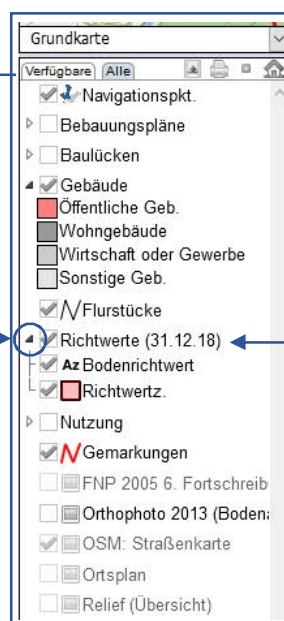 Grundkarte
Verfügbare Alle
Navigationspkt.
Bebauungspläne
Baulücken
Gebäude
Öffentliche Geb.
Wohngebäude
Wirtschaft oder Gewerbe
Sonstige Geb.
Flurstücke
Richtwerte (31.12.18)
Az Bodenrichtwert
Richtwertz.
Nutzung
Gemarkungen
FNP 2005 6. Fortschreib
Orthophoto 2013 (Boden
OSM: Straßenkarte
Ortsplan
Relief (Übersicht)